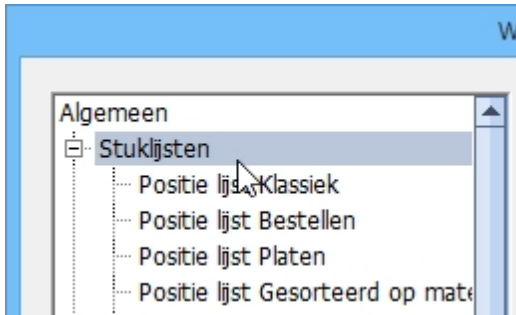 W
Algemeen
Stuklijsten
Positie lijst Klassiek
Positie lijst Bestellen
Positie lijst Platen
Positie lijst Gesorteerd op mate